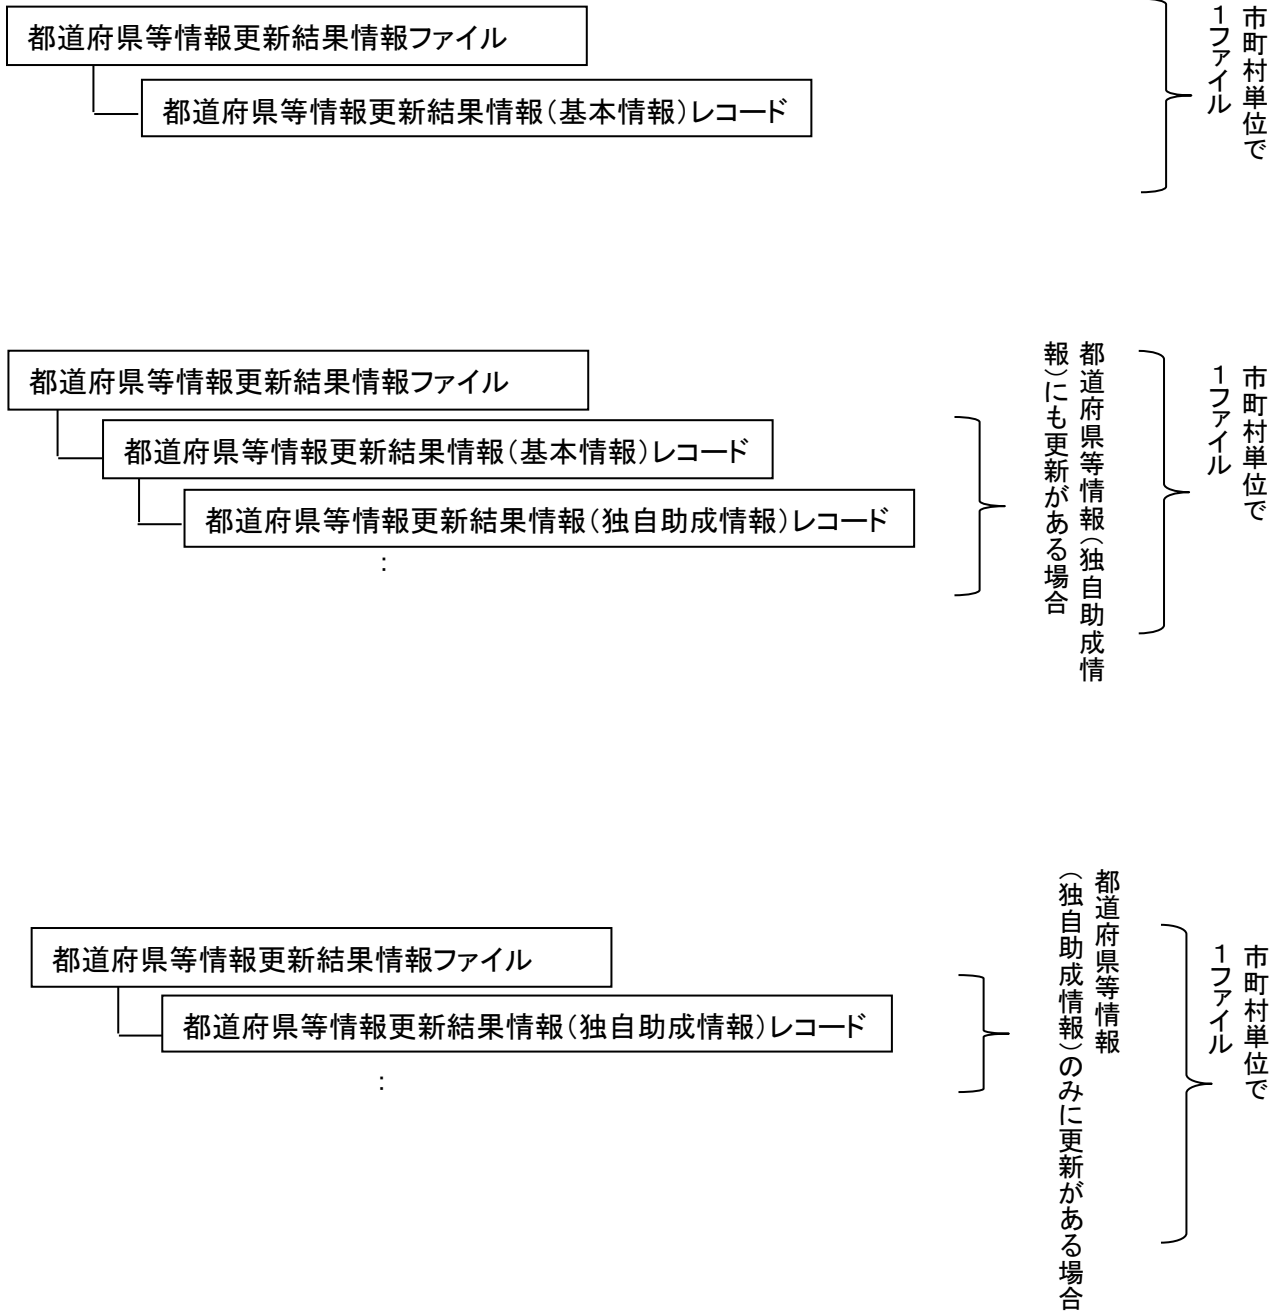 都道府県等情報更新結果情報ファイル
都道府県等情報更新結果情報（基本情報）レコード
市町村単位で
１ファイル
都道府県等情報更新結果情報ファイル
都道府県等情報更新結果情報（基本情報）レコード
都道府県等情報更新結果情報（独自助成情報）レコード
：
都道府県等情報（独自助成情
報）にも更新がある場合
市町村単位で
１ファイル
都道府県等情報更新結果情報ファイル
都道府県等情報更新結果情報（独自助成情報）レコード
：
都道府県等情報
（独自助成情報）のみに更新がある場合
市町村単位で
１ファイル